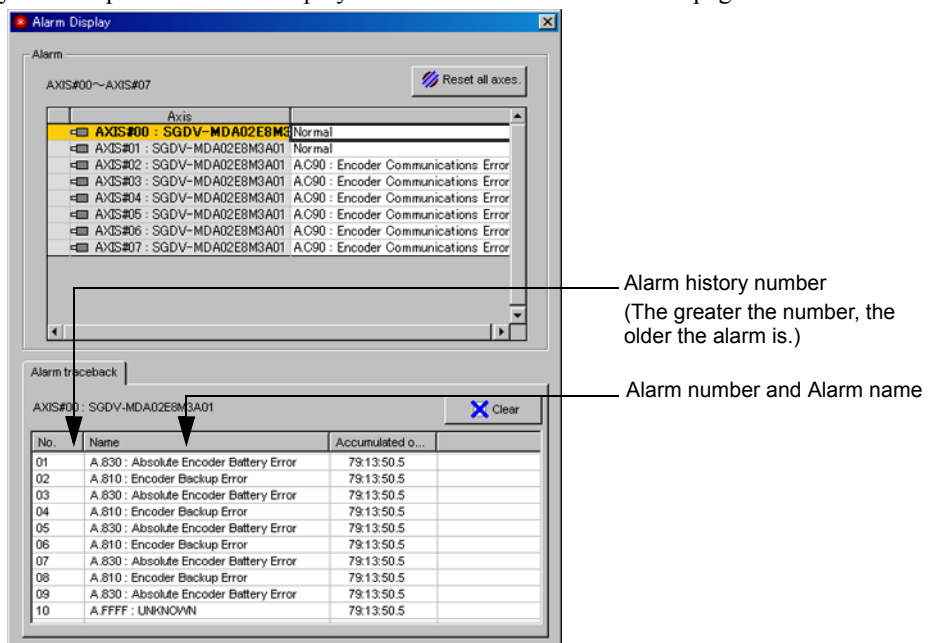 Alarm Display
Alarm
AXIS#00～AXIS#07
Reset all axes.
Axis
AXIS#00 : SGDV-MDA02E8M3 Normal
AXIS#01 : SGDV-MDA02E8M3A01 Normal
AXIS#02 : SGDV-MDA02E8M3A01 A.C90 : Encoder Communications Error
AXIS#03 : SGDV-MDA02E8M3A01 A.C90 : Encoder Communications Error
AXIS#04 : SGDV-MDA02E8M3A01 A.C90 : Encoder Communications Error
AXIS#05 : SGDV-MDA02E8M3A01 A.C90 : Encoder Communications Error
AXIS#06 : SGDV-MDA02E8M3A01 A.C90 : Encoder Communications Error
AXIS#07 : SGDV-MDA02E8M3A01 A.C90 : Encoder Communications Error
Alarm history number
(The greater the number, the
older the alarm is.)
Alarm traceback
Alarm number and Alarm name
AXIS#00 : SGDV-MDA02E8M3A01
Clear
No. Name Accumulated o...
01 A.830 : Absolute Encoder Battery Error 79:13:50.5
02 A.810 : Encoder Backup Error 79:13:50.5
03 A.830 : Absolute Encoder Battery Error 79:13:50.5
04 A.810 : Encoder Backup Error 79:13:50.5
05 A.830 : Absolute Encoder Battery Error 79:13:50.5
06 A.810 : Encoder Backup Error 79:13:50.5
07 A.830 : Absolute Encoder Battery Error 79:13:50.5
08 A.810 : Encoder Backup Error 79:13:50.5
09 A.830 : Absolute Encoder Battery Error 79:13:50.5
10 A.FFFF : UNKNOWN 79:13:50.5